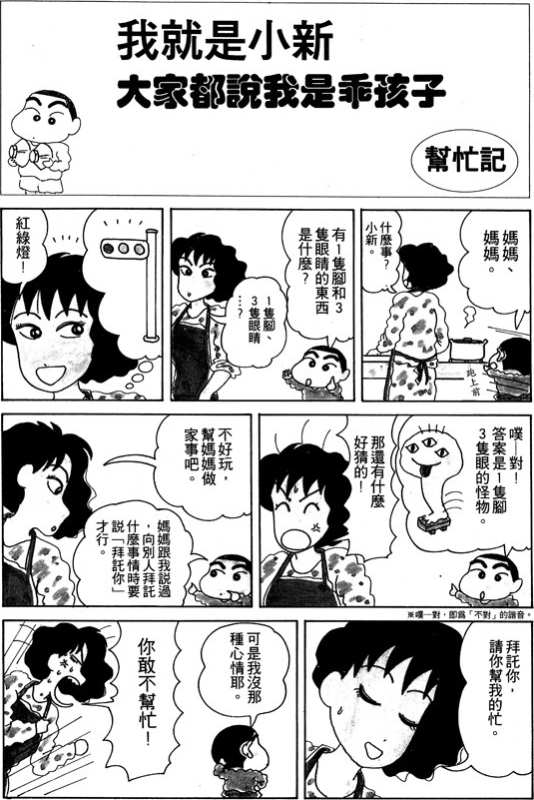 我就是小新
大家都說我是乖孩子
幫忙記
媽媽、
媽媽。
什麼事?
小新。
跑上前
有1隻腳和3
隻眼睛的東西
是什麼?
1隻腳、
3隻眼睛
…?
紅綠燈!
噗一對!
答案是1隻腳
3隻眼的怪物。
那還有什麼
好猜的!
不好玩,
幫媽媽做
家事吧。
媽媽跟我說過
,向別人拜託
什麼事情時要
說「拜託你」
才行。
※噗一對,即為「不對」的諧音。
拜託你,
請你幫我的忙。
可是我沒那
種心情耶。
你敢不幫忙!